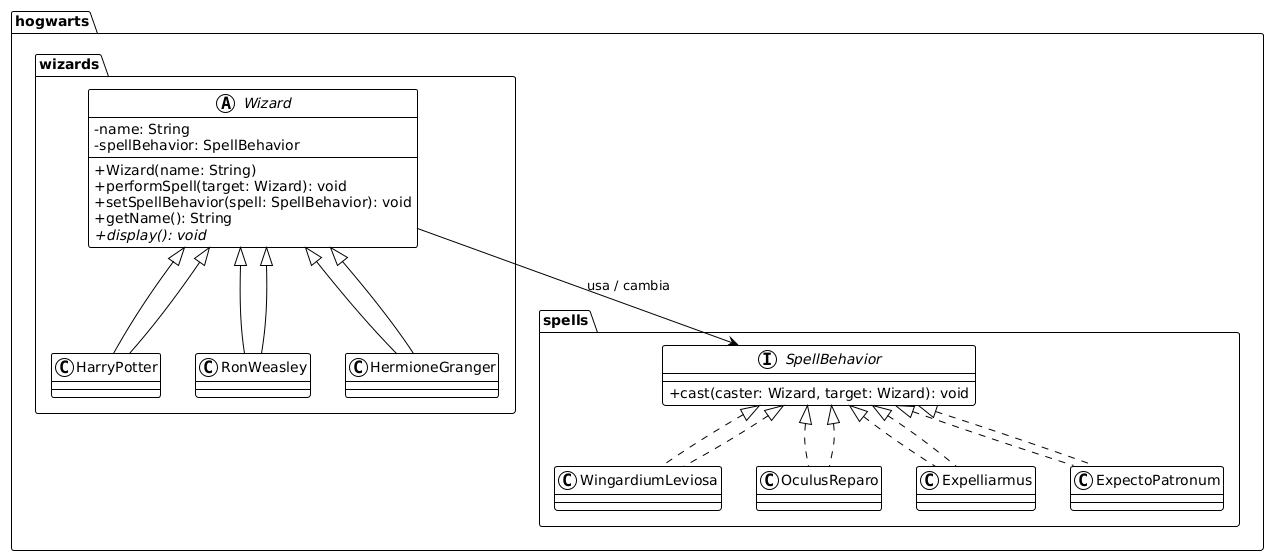 hogwarts
wizards
A Wizard
-name: String
-spellBehavior: SpellBehavior
+Wizard(name: String)
+performSpell(target: Wizard): void
+setSpellBehavior(spell: SpellBehavior): void
+getName(): String
+display(): void
usa / cambia
spells
I SpellBehavior
+cast(caster: Wizard, target: Wizard): void
C HarryPotter
C RonWeasley
C HermioneGranger
C WingardiumLeviosa
C OculusReparo
C Expelliarmus
C ExpectoPatronum